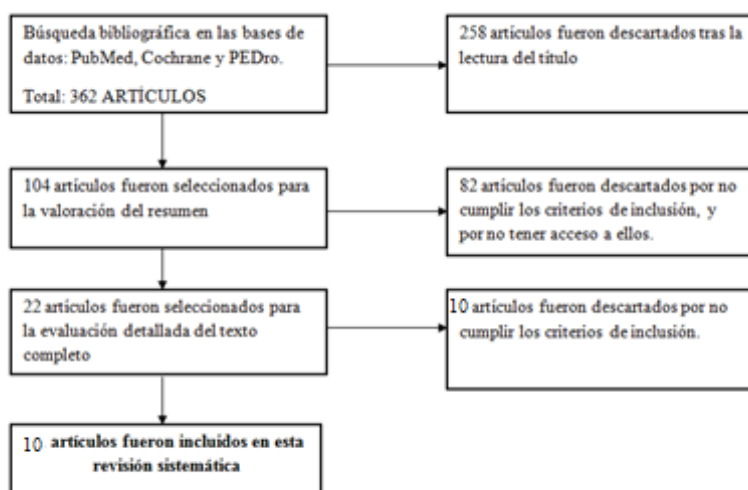 Búsqueda bibliográfica en las bases de
datos: PubMed, Cochrane y PEDro.
Total: 362 ARTÍCULOS
258 artículos fueron descartados tras la
lectura del título
104 artículos fueron seleccionados para
la valoración del resumen
82 artículos fueron descartados por no
cumplir los criterios de inclusión, y
por no tener acceso a ellos.
22 artículos fueron seleccionados para
la evaluación detallada del texto
completo
10 artículos fueron descartados por no
cumplir los criterios de inclusión.
10 artículos fueron incluidos en esta
revisión sistemática